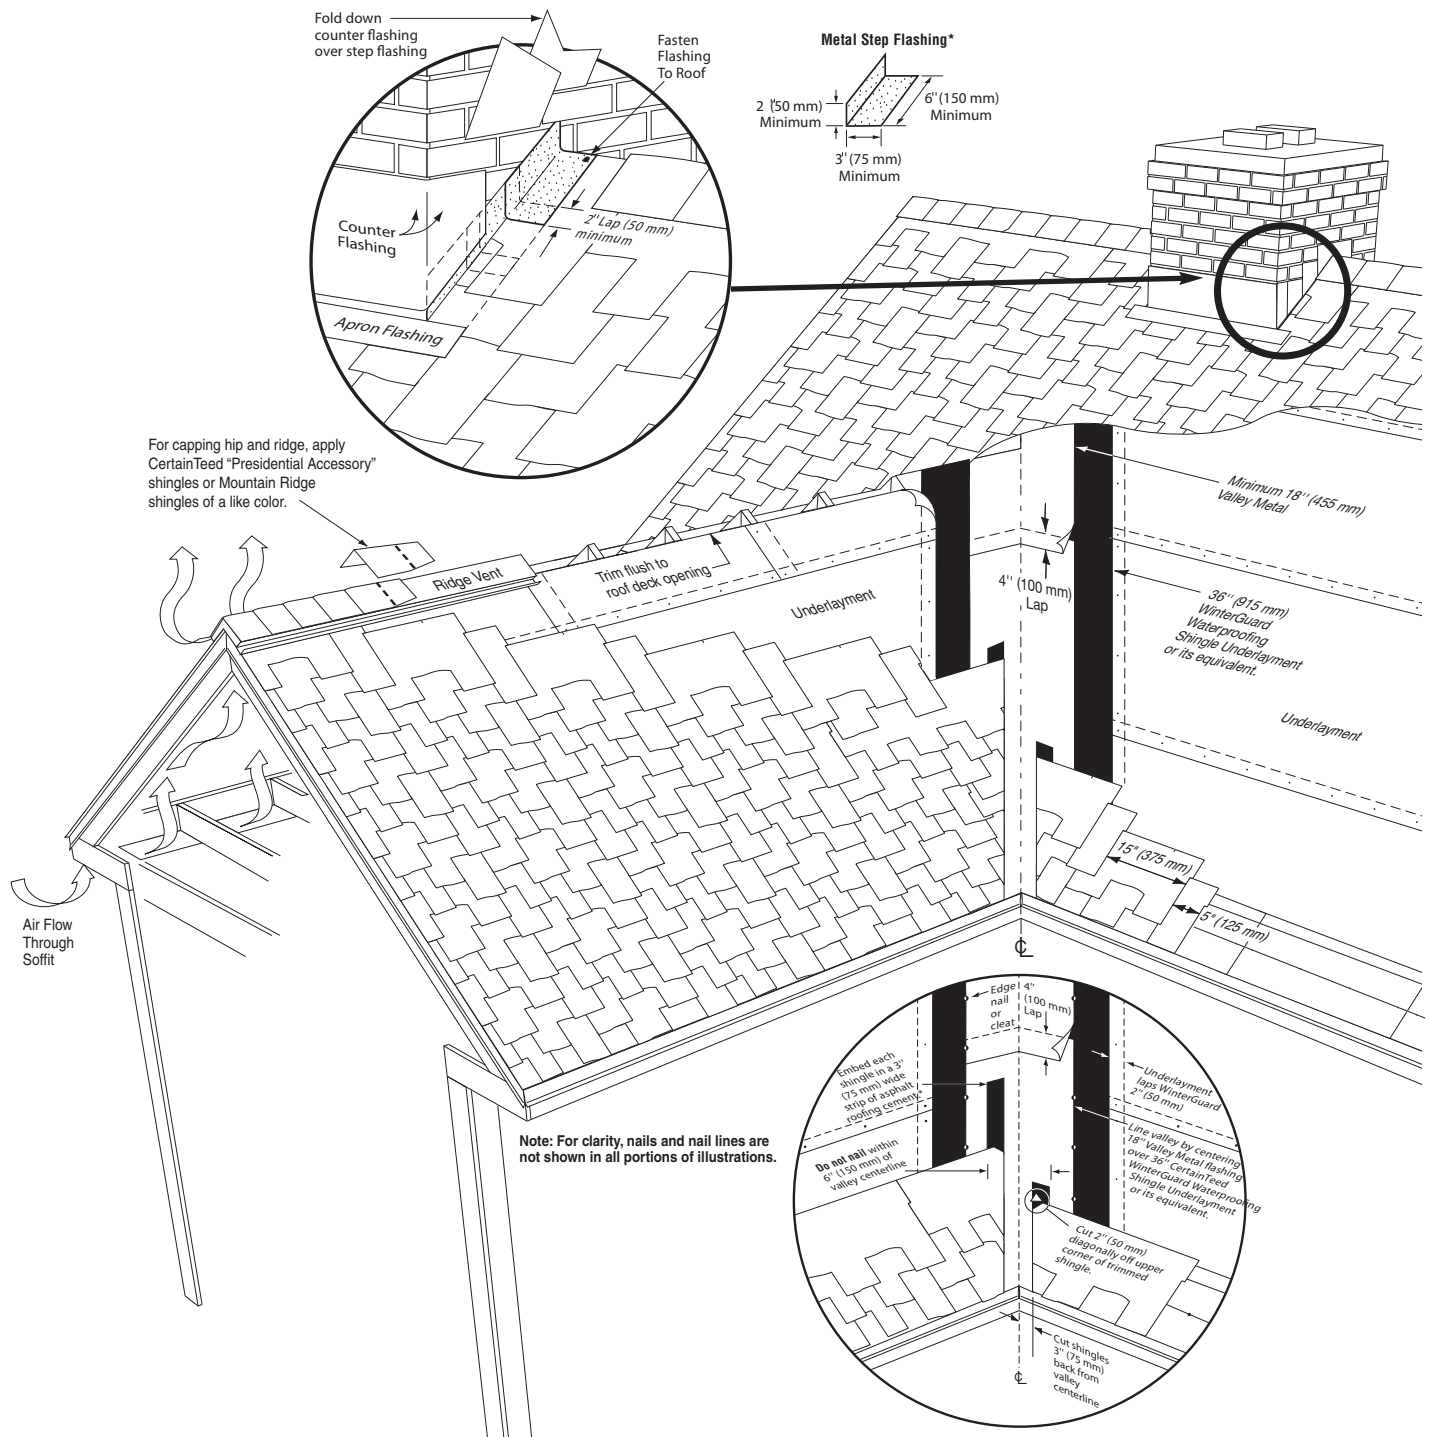 Fold down
counter flashing
over step flashing
Fasten
Flashing
To Roof
Metal Step Flashing*
2" (50 mm)
Minimum
6" (150 mm)
Minimum
3" (75 mm)
Minimum
Counter
Flashing
2" Lap (50 mm)
minimum
Apron Flashing
For capping hip and ridge, apply
CertainTeed “Presidential Accessory”
shingles or Mountain Ridge
shingles of a like color.
Ridge Vent
Trim flush to
roof deck opening
Underlayment
4" (100 mm)
Lap
Minimum 18" (455 mm)
Valley Metal
36" (915 mm)
WinterGuard
Waterproofing
Shingle Underlayment
or its equivalent.
Underlayment
15" (375 mm)
5" (125 mm)
Air Flow
Through
Soffit
℄
Edge
nail
or
cleat
4"
(100 mm)
Lap
Embed each
shingle in a 3"
(75 mm) wide
strip of asphalt
roofing cement.*
Do not nail within
6" (150 mm) of
valley centerline
Underlayment
laps WinterGuard
2" (50 mm)
Line valley by centering
18" Valley Metal flashing
over 36" CertainTeed
WinterGuard Waterproofing
Shingle Underlayment
or its equivalent.
Cut 2" (50 mm)
diagonally off upper
corner of trimmed
shingle.
Cut shingles
3" (75 mm)
back from
valley
centerline
℄
Note: For clarity, nails and nail lines are
not shown in all portions of illustrations.